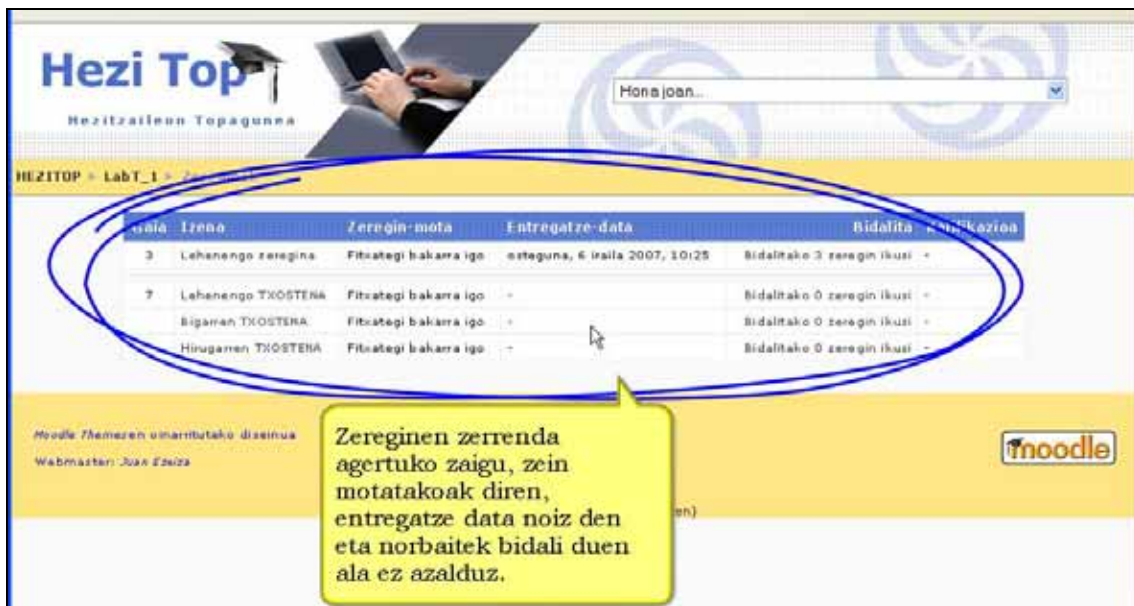 Hezi Top
Hezitzaileen Topagunea
Hona joan...
HEZITOP ► LabT_1 ►
Gaia Izena Zeregin-mota Entregatze-data Bidalita Kalifikazioa
3 Lehenengo zeregina Fitxategi bakarra igo osteguna, 6 iraila 2007, 10:25 Bidalitako 3 zeregin ikusi -
7 Lehenengo TXOSTENA Fitxategi bakarra igo - Bidalitako 0 zeregin ikusi -
Bigarren TXOSTENA Fitxategi bakarra igo - Bidalitako 0 zeregin ikusi -
Hirugarren TXOSTENA Fitxategi bakarra igo - Bidalitako 0 zeregin ikusi -
Moodle Themezen oinarritutako diseinua
Webmaster: Juan Ezeiza
moodle
en)
Zereginen zerrenda
agertuko zaigu, zein
motatakoak diren,
entregatze data noiz den
eta norbaitek bidali duen
ala ez azalduz.